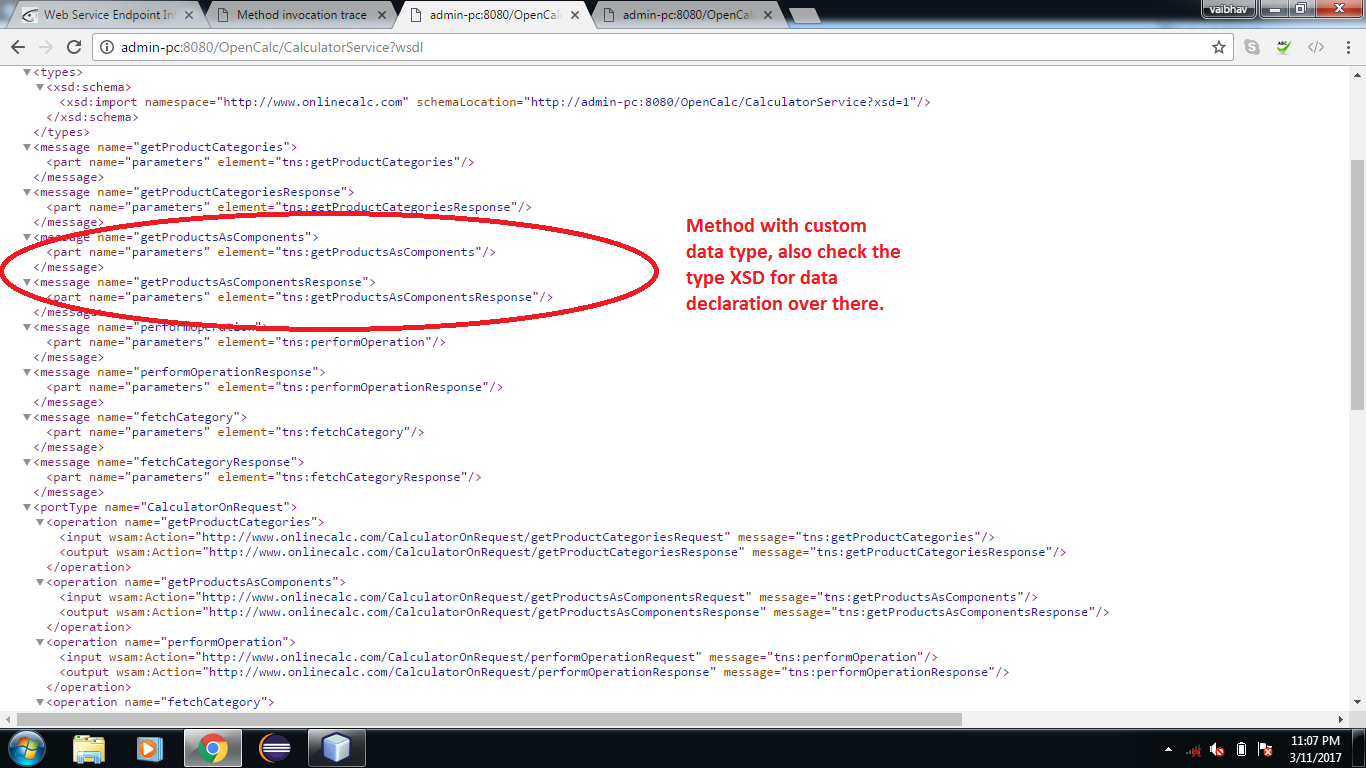 Web Service Endpoint In
Method invocation trace
admin-pc:8080/OpenCalc/
admin-pc:8080/OpenCalc/
vaibhav
admin-pc:8080/OpenCalc/CalculatorService?wsdl
ABC
▼<types>
▼<xsd:schema>
<xsd:import namespace="http://www.onlinecalc.com" schemaLocation="http://admin-pc:8080/OpenCalc/CalculatorService?xsd=1"/>
</xsd:schema>
</types>
▼<message name="getProductCategories">
<part name="parameters" element="tns:getProductCategories"/>
</message>
▼<message name="getProductCategoriesResponse">
<part name="parameters" element="tns:getProductCategoriesResponse"/>
</message>
▼<message name="getProductsAsComponents">
<part name="parameters" element="tns:getProductsAsComponents"/>
</message>
▼<message name="getProductsAsComponentsResponse">
<part name="parameters" element="tns:getProductsAsComponentsResponse"/>
</message>
Method with custom
data type, also check the
type XSD for data
declaration over there.
▼<message name="performOperation">
<part name="parameters" element="tns:performOperation"/>
</message>
▼<message name="performOperationResponse">
<part name="parameters" element="tns:performOperationResponse"/>
</message>
▼<message name="fetchCategory">
<part name="parameters" element="tns:fetchCategory"/>
</message>
▼<message name="fetchCategoryResponse">
<part name="parameters" element="tns:fetchCategoryResponse"/>
</message>
▼<portType name="CalculatorOnRequest">
▼<operation name="getProductCategories">
<input wsam:Action="http://www.onlinecalc.com/CalculatorOnRequest/getProductCategoriesRequest" message="tns:getProductCategories"/>
<output wsam:Action="http://www.onlinecalc.com/CalculatorOnRequest/getProductCategoriesResponse" message="tns:getProductCategoriesResponse"/>
</operation>
▼<operation name="getProductsAsComponents">
<input wsam:Action="http://www.onlinecalc.com/CalculatorOnRequest/getProductsAsComponentsRequest" message="tns:getProductsAsComponents"/>
<output wsam:Action="http://www.onlinecalc.com/CalculatorOnRequest/getProductsAsComponentsResponse" message="tns:getProductsAsComponentsResponse"/>
</operation>
▼<operation name="performOperation">
<input wsam:Action="http://www.onlinecalc.com/CalculatorOnRequest/performOperationRequest" message="tns:performOperation"/>
<output wsam:Action="http://www.onlinecalc.com/CalculatorOnRequest/performOperationResponse" message="tns:performOperationResponse"/>
</operation>
▼<operation name="fetchCategory">
11:07 PM
3/11/2017